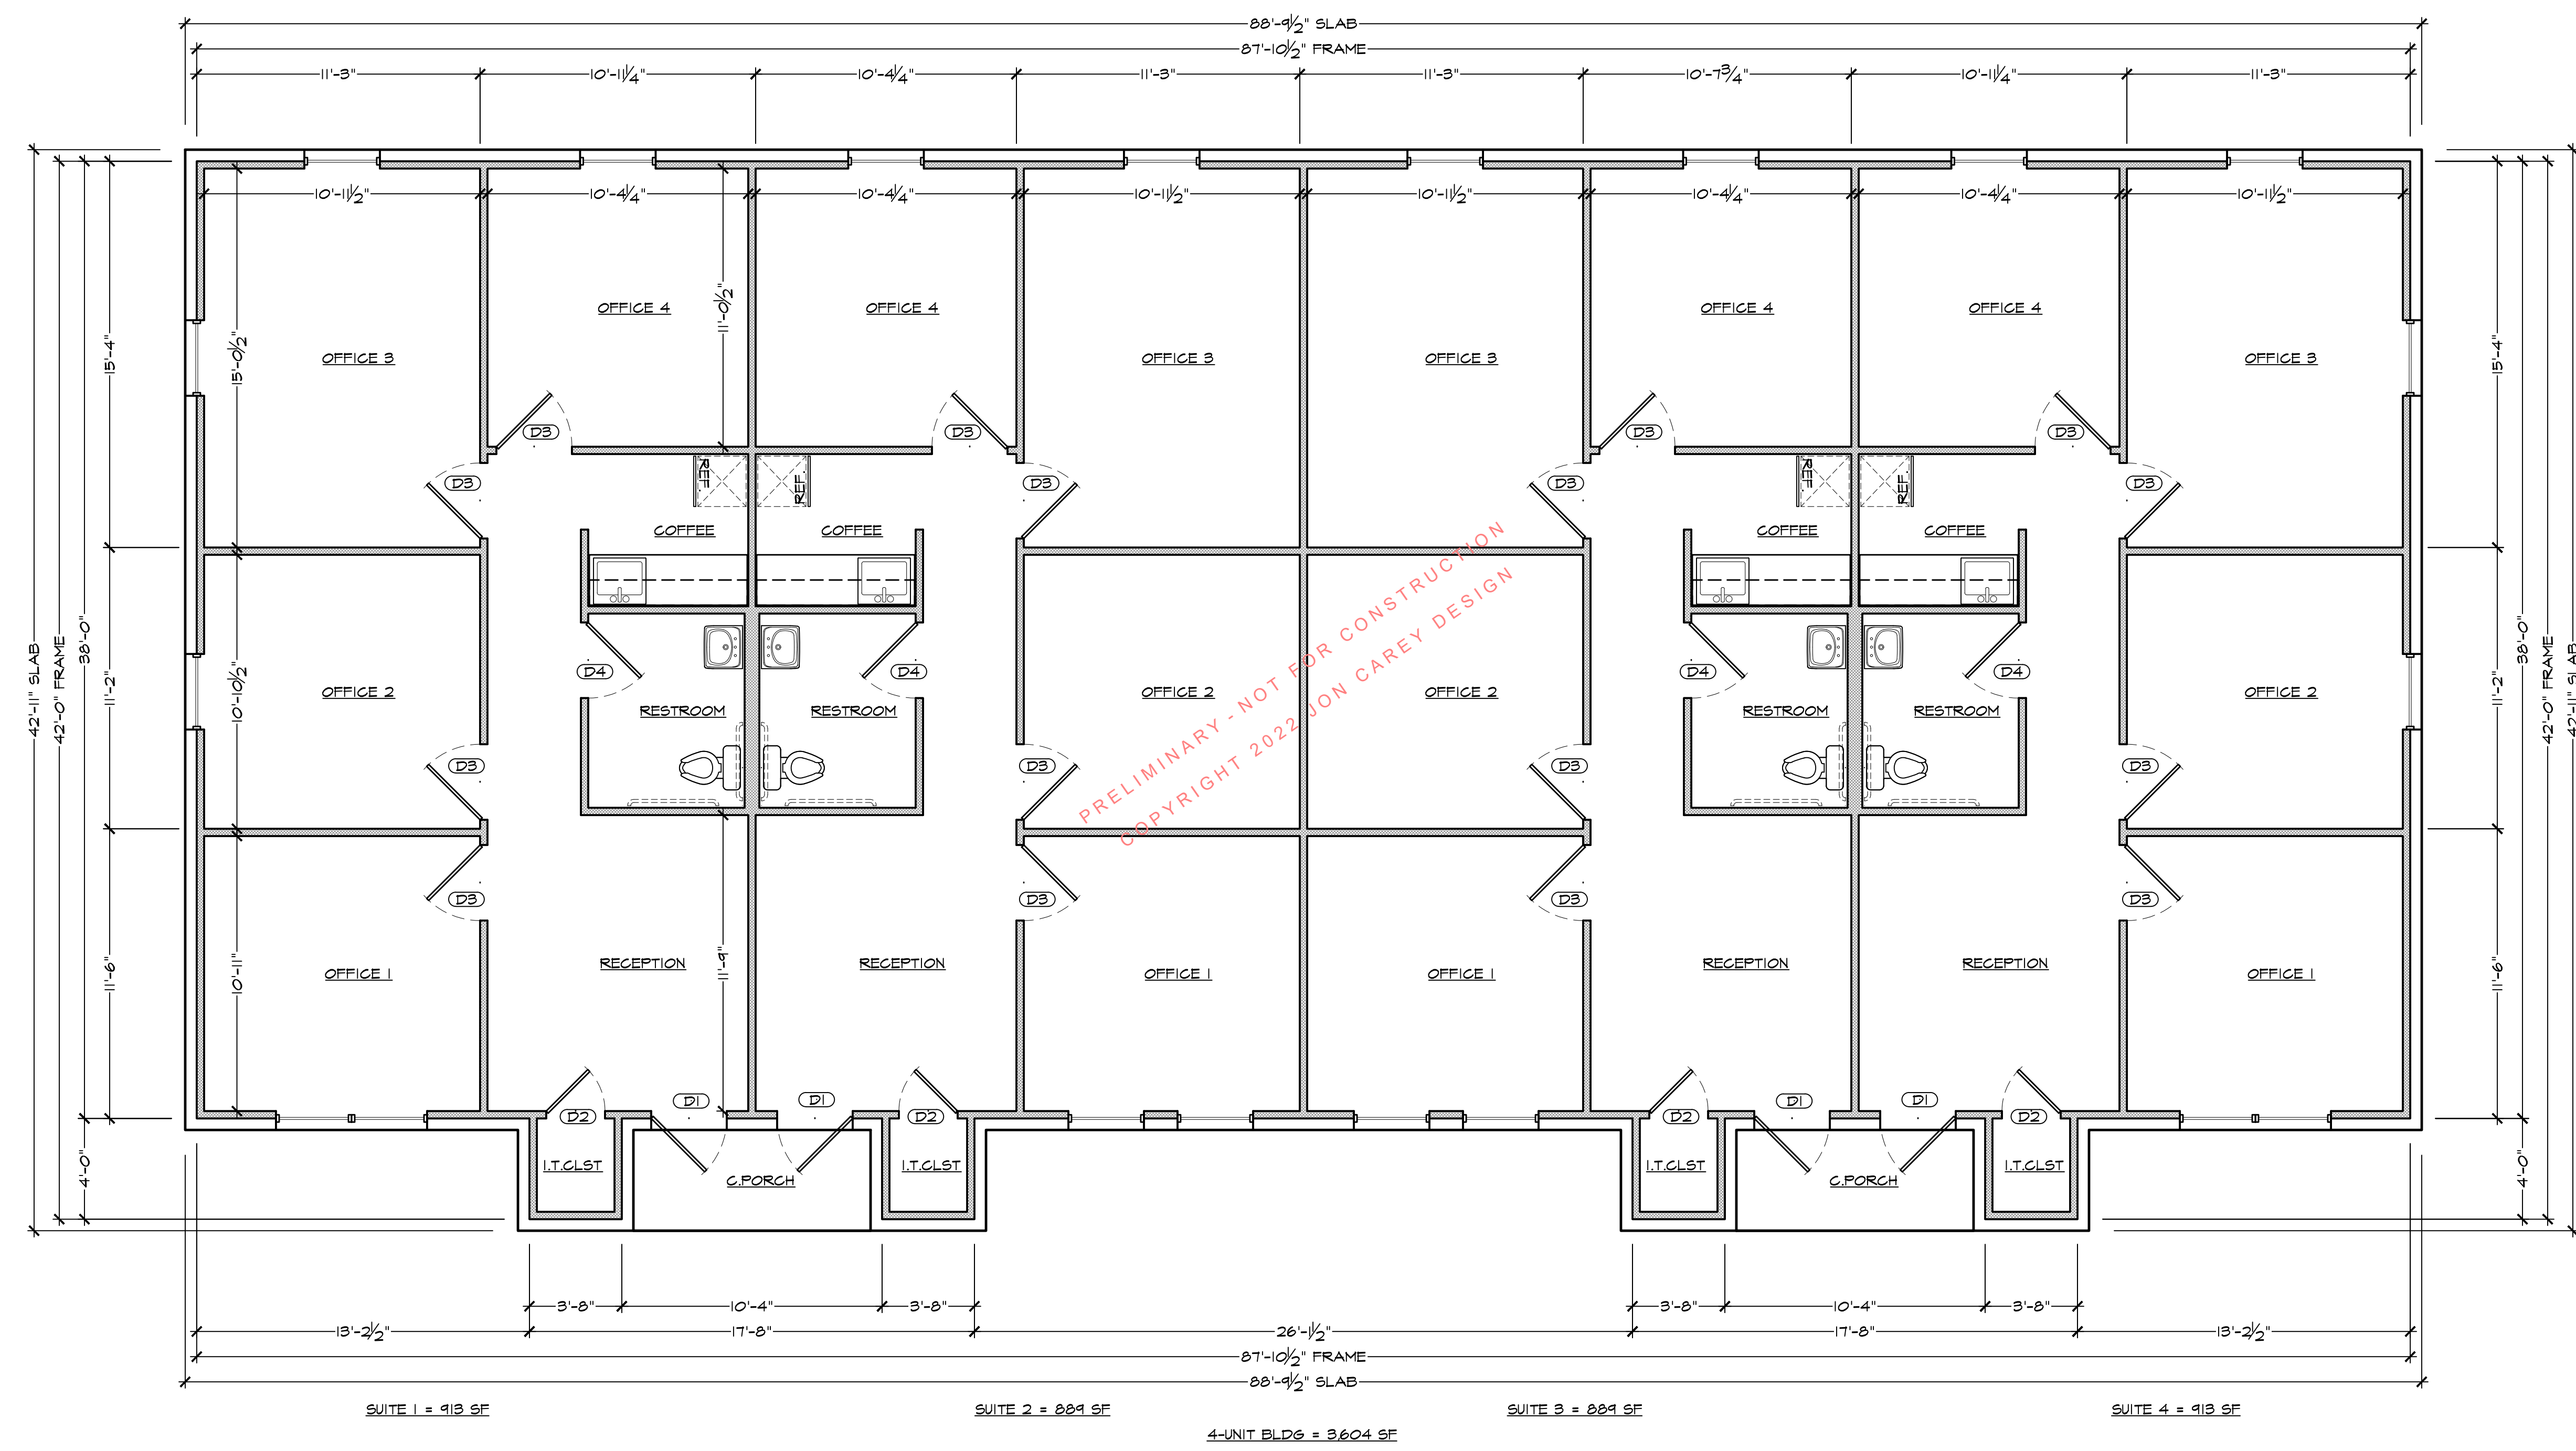 88'-9½" SLAB
87'-10½" FRAME
11'-3" 10'-11¼" 10'-4¼" 11'-3" 11'-3" 10'-7¾" 10'-11¼" 11'-3"
10'-11½" 10'-4¼" 10'-4¼" 10'-11½" 10'-11½" 10'-4¼" 10'-4¼" 10'-11½"
42'-11" SLAB
42'-0" FRAME
38'-0"
4'-0"
15'-4"
11'-2"
11'-6"
15'-0½"
10'-10½"
10'-11"
11'-0½"
11'-9"
OFFICE 4 OFFICE 4 OFFICE 4 OFFICE 4
OFFICE 3 OFFICE 3 OFFICE 3 OFFICE 3
D3 D3 D3 D3
REF. REF. REF. REF.
D3 D3 D3 D3
COFFEE COFFEE COFFEE COFFEE
D4 D4 D4 D4
OFFICE 2 OFFICE 2 OFFICE 2 OFFICE 2
RESTROOM RESTROOM RESTROOM RESTROOM
D3 D3 D3 D3
D3 D3 D3 D3
RECEPTION RECEPTION RECEPTION RECEPTION
OFFICE 1 OFFICE 1 OFFICE 1 OFFICE 1
D1 D1 D1 D1
D2 D2 D2 D2
I.T.CLST I.T.CLST I.T.CLST I.T.CLST
C.PORCH C.PORCH
PRELIMINARY - NOT FOR CONSTRUCTION
COPYRIGHT 2022 JON CAREY DESIGN
15'-4"
11'-2"
11'-6"
38'-0"
4'-0"
42'-0" FRAME
42'-11" SLAB
3'-8" 10'-4" 3'-8" 3'-8" 10'-4" 3'-8"
13'-2½" 17'-8" 26'-1½" 17'-8" 13'-2½"
87'-10½" FRAME
88'-9½" SLAB
SUITE 1 = 913 SF SUITE 2 = 889 SF SUITE 3 = 889 SF SUITE 4 = 913 SF
4-UNIT BLDG = 3,604 SF